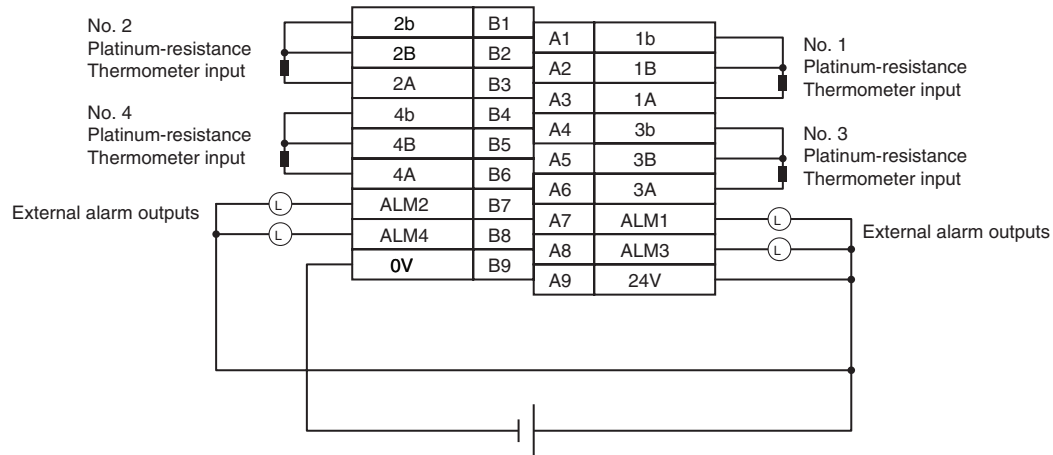 No. 2
Platinum-resistance
Thermometer input
No. 4
Platinum-resistance
Thermometer input
External alarm outputs
2b B1
2B B2
2A B3
4b B4
4B B5
4A B6
ALM2 B7
ALM4 B8
0V B9
L
L
A1 1b
A2 1B
A3 1A
A4 3b
A5 3B
A6 3A
A7 ALM1
A8 ALM3
A9 24V
L
L
No. 1
Platinum-resistance
Thermometer input
No. 3
Platinum-resistance
Thermometer input
External alarm outputs